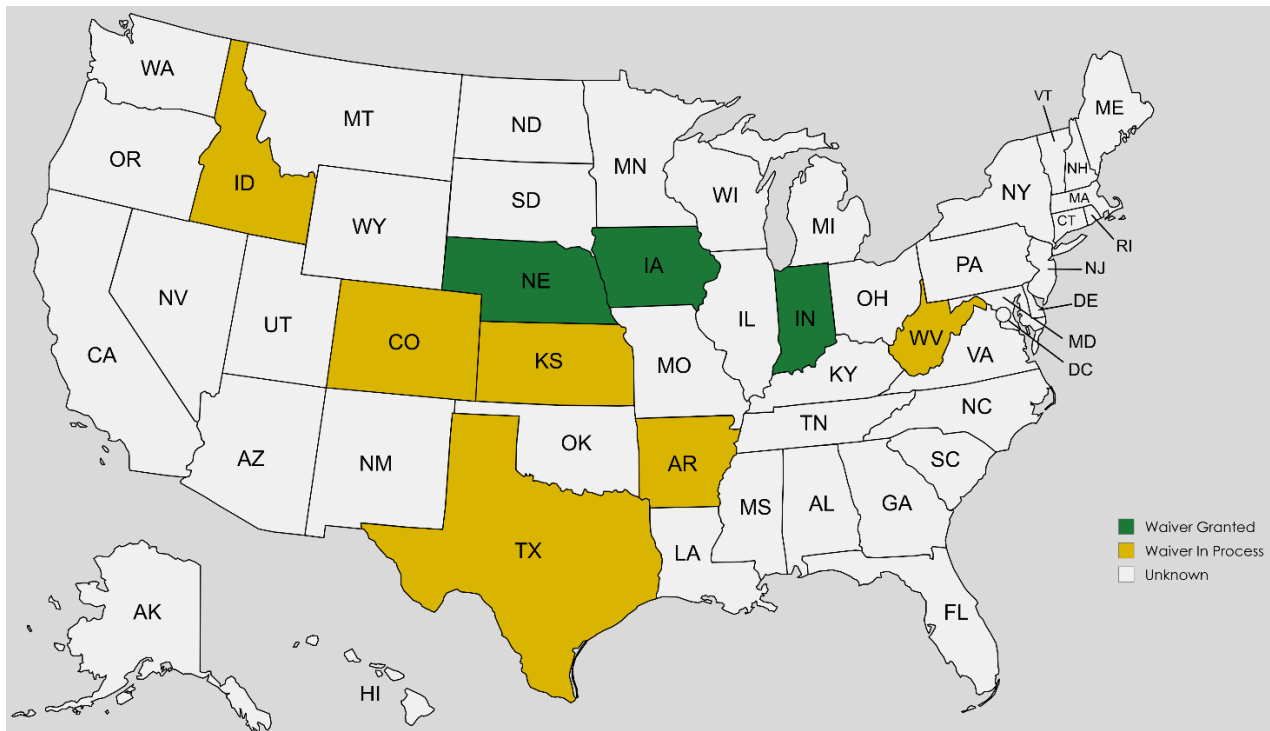 WA
MT
ND
MN
VT
ME
OR
ID
SD
WI
MI
NY
NH
MA
CT
RI
WY
IA
PA
NJ
NE
NV
UT
CO
IL
IN
OH
DE
CA
KS
MO
WV
VA
MD
DC
KY
AZ
NM
OK
AR
TN
NC
SC
MS
AL
GA
TX
LA
Waiver Granted
Waiver In Process
Unknown
AK
HI
FL